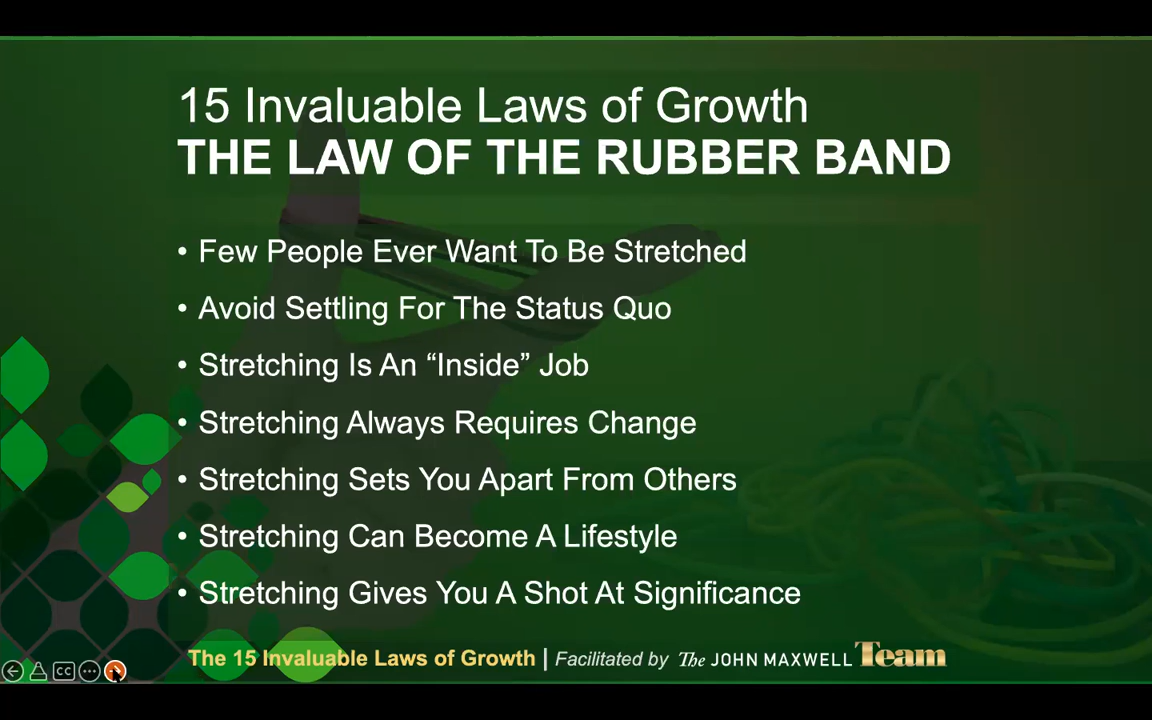 15 Invaluable Laws of Growth
THE LAW OF THE RUBBER BAND
• Few People Ever Want To Be Stretched
• Avoid Settling For The Status Quo
• Stretching Is An “Inside” Job
• Stretching Always Requires Change
• Stretching Sets You Apart From Others
• Stretching Can Become A Lifestyle
• Stretching Gives You A Shot At Significance
The 15 Invaluable Laws of Growth | Facilitated by The JOHN MAXWELL Team
CC